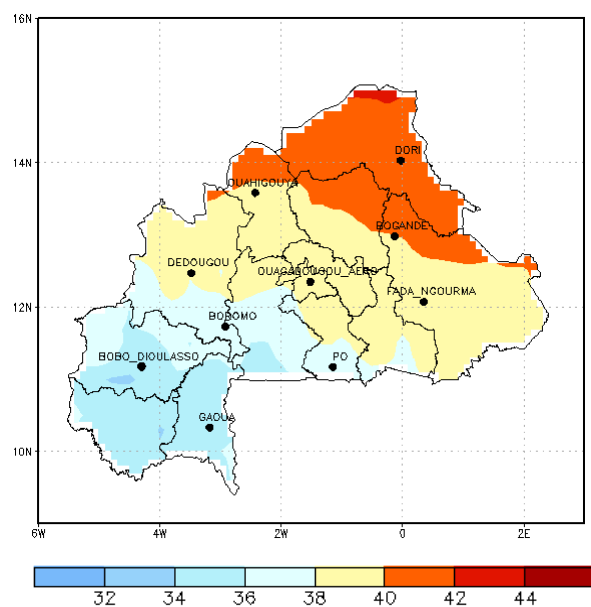 16N
14N
DORI
OUAHIGOUYA
BOGANDE
DEDOUGOU
OUAGADOUGOU_AERO
FADA_NGOURMA
12N
BOROMO
BOBO_DIOULASSO
PO
GAOUA
10N
6W 4W 2W 0 2E
32 34 36 38 40 42 44